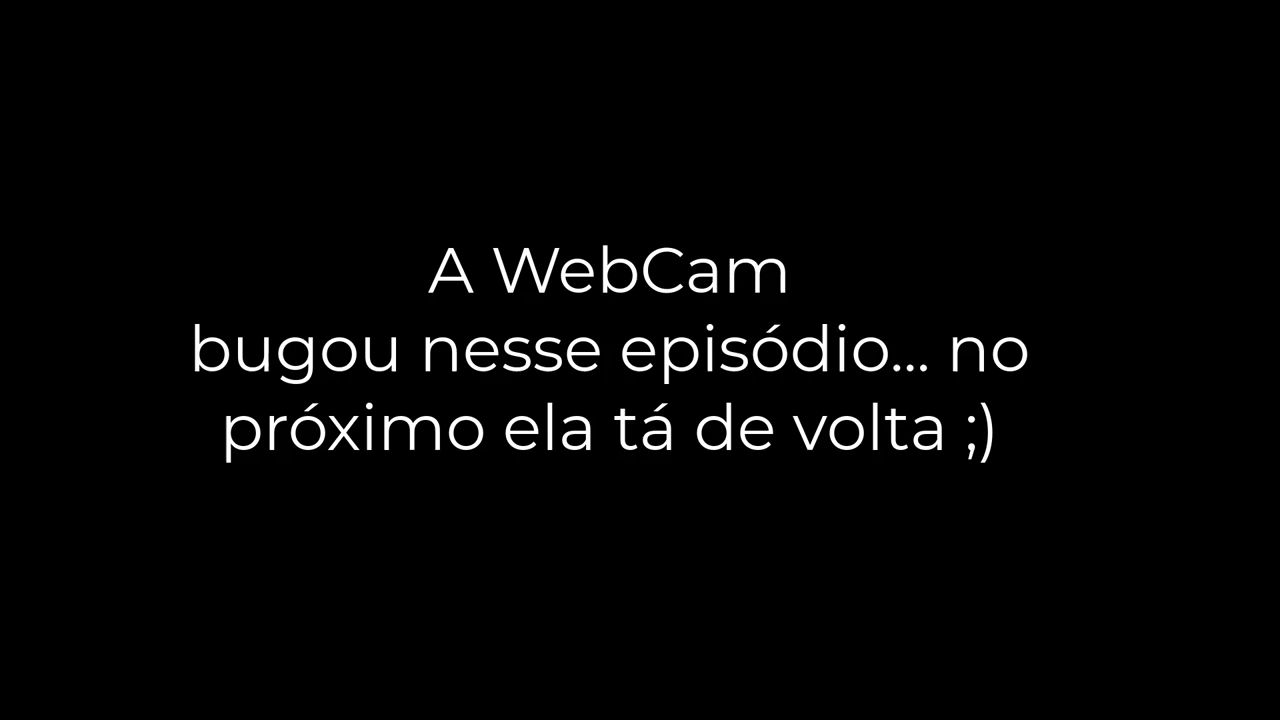 A WebCam
bugou nesse episódio... no
próximo ela tá de volta ;)